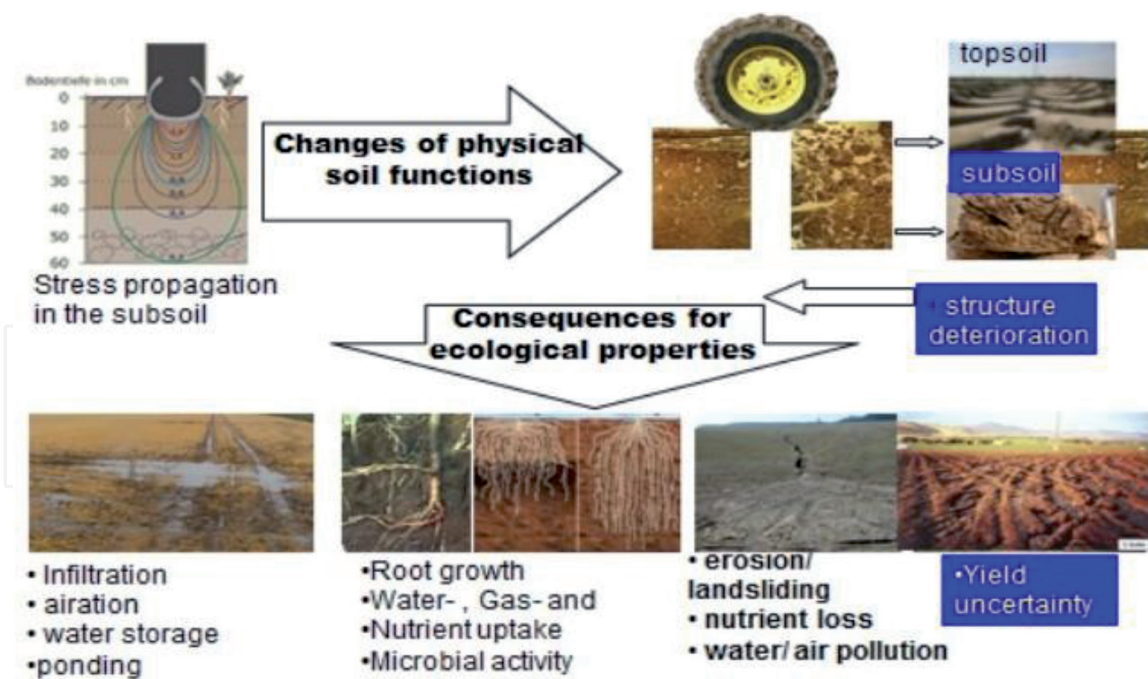 Bodentiefe in cm
0
10
20
30
40
50
60
Stress propagation
in the subsoil
Changes of physical
soil functions
topsoil
subsoil
• structure
deterioration
Consequences for
ecological properties
• Infiltration
• airation
• water storage
•ponding
•Root growth
•Water- , Gas- and
•Nutrient uptake
•Microbial activity
• erosion/
landsliding
• nutrient loss
• water/ air pollution
•Yield
uncertainty